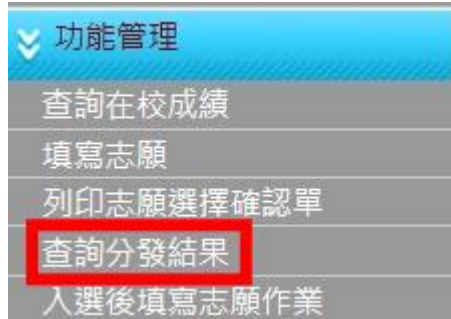 功能管理
查詢在校成績
填寫志願
列印志願選擇確認單
查詢分發結果
入選後填寫志願作業